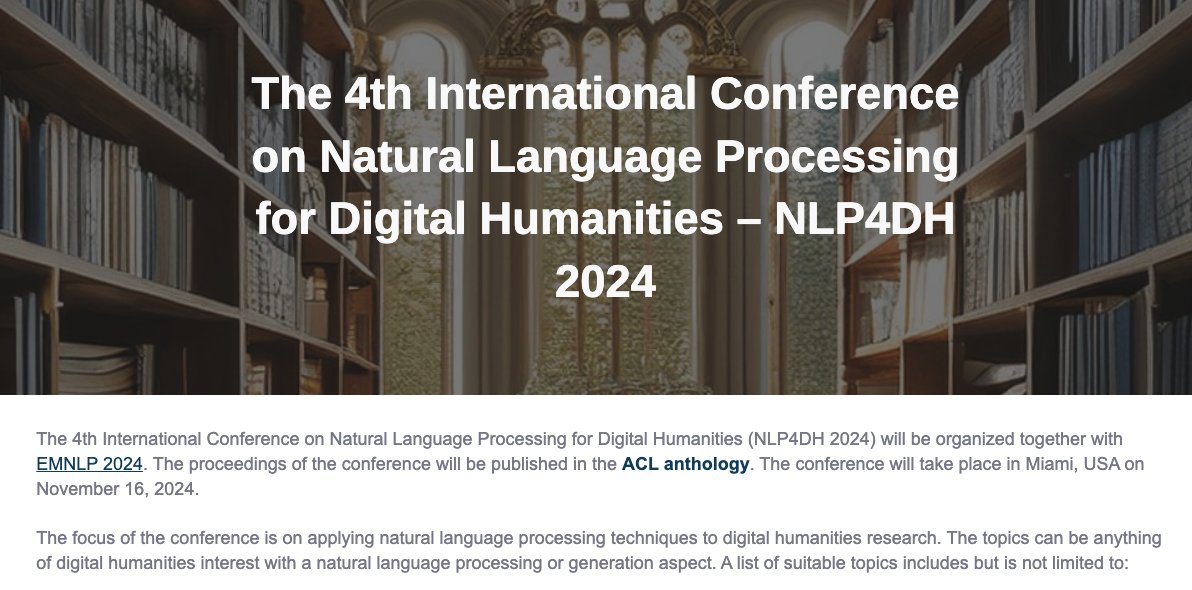 The 4th International Conference
on Natural Language Processing
for Digital Humanities – NLP4DH
2024
The 4th International Conference on Natural Language Processing for Digital Humanities (NLP4DH 2024) will be organized together with
EMNLP 2024. The proceedings of the conference will be published in the ACL anthology. The conference will take place in Miami, USA on
November 16, 2024.
The focus of the conference is on applying natural language processing techniques to digital humanities research. The topics can be anything
of digital humanities interest with a natural language processing or generation aspect. A list of suitable topics includes but is not limited to: